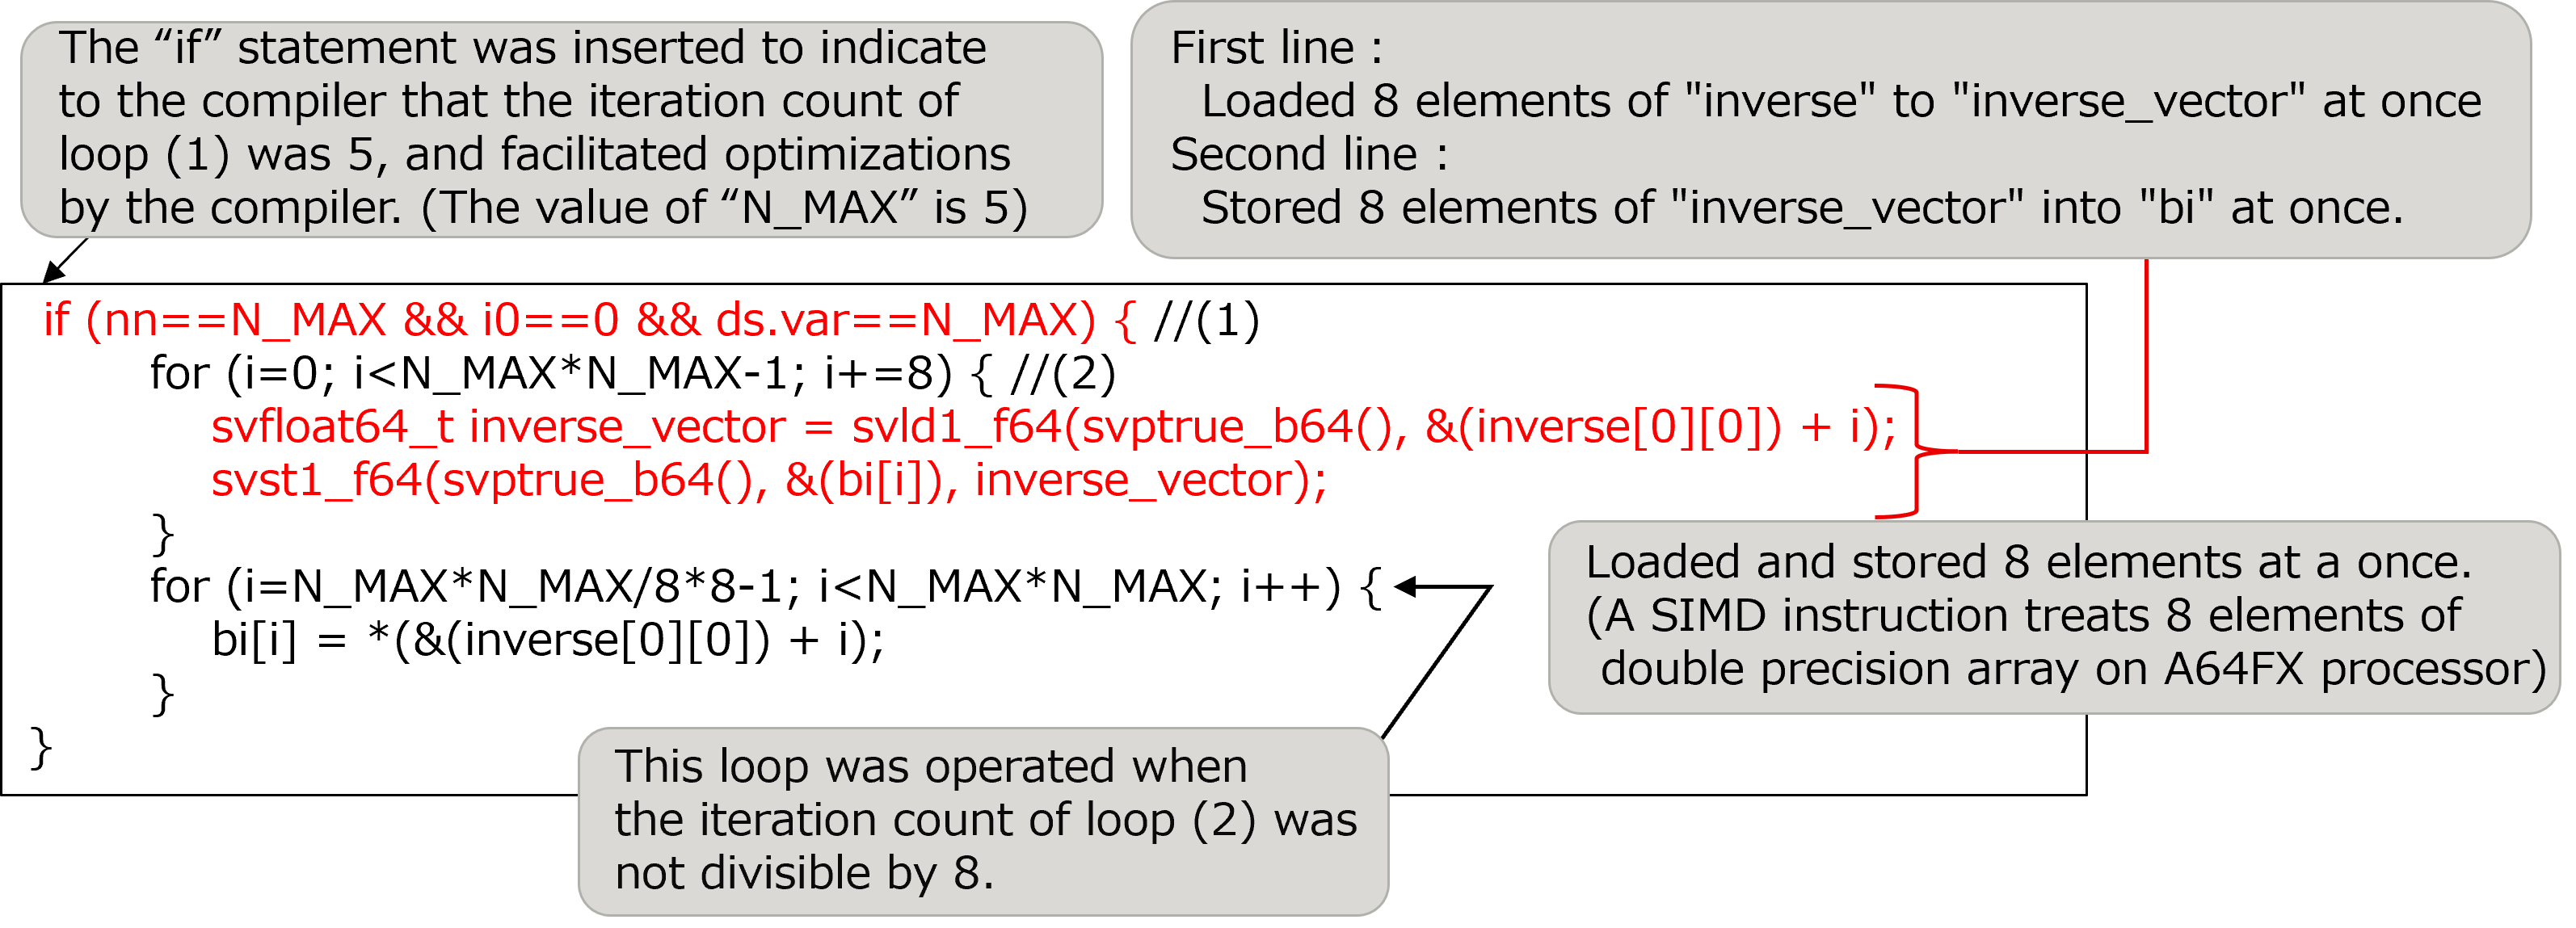 The “if” statement was inserted to indicate
to the compiler that the iteration count of
loop (1) was 5, and facilitated optimizations
by the compiler. (The value of “N_MAX” is 5)
First line :
Loaded 8 elements of "inverse" to "inverse_vector" at once
Second line :
Stored 8 elements of "inverse_vector" into "bi" at once.
if (nn==N_MAX && i0==0 && ds.var==N_MAX) { //(1)
for (i=0; i<N_MAX*N_MAX-1; i+=8) { //(2)
svfloat64_t inverse_vector = svld1_f64(svptrue_b64(), &(inverse[0][0]) + i);
svst1_f64(svptrue_b64(), &(bi[i]), inverse_vector);
}
for (i=N_MAX*N_MAX/8*8-1; i<N_MAX*N_MAX; i++) {
bi[i] = *(&(inverse[0][0]) + i);
}
}
Loaded and stored 8 elements at a once.
(A SIMD instruction treats 8 elements of
double precision array on A64FX processor)
This loop was operated when
the iteration count of loop (2) was
not divisible by 8.